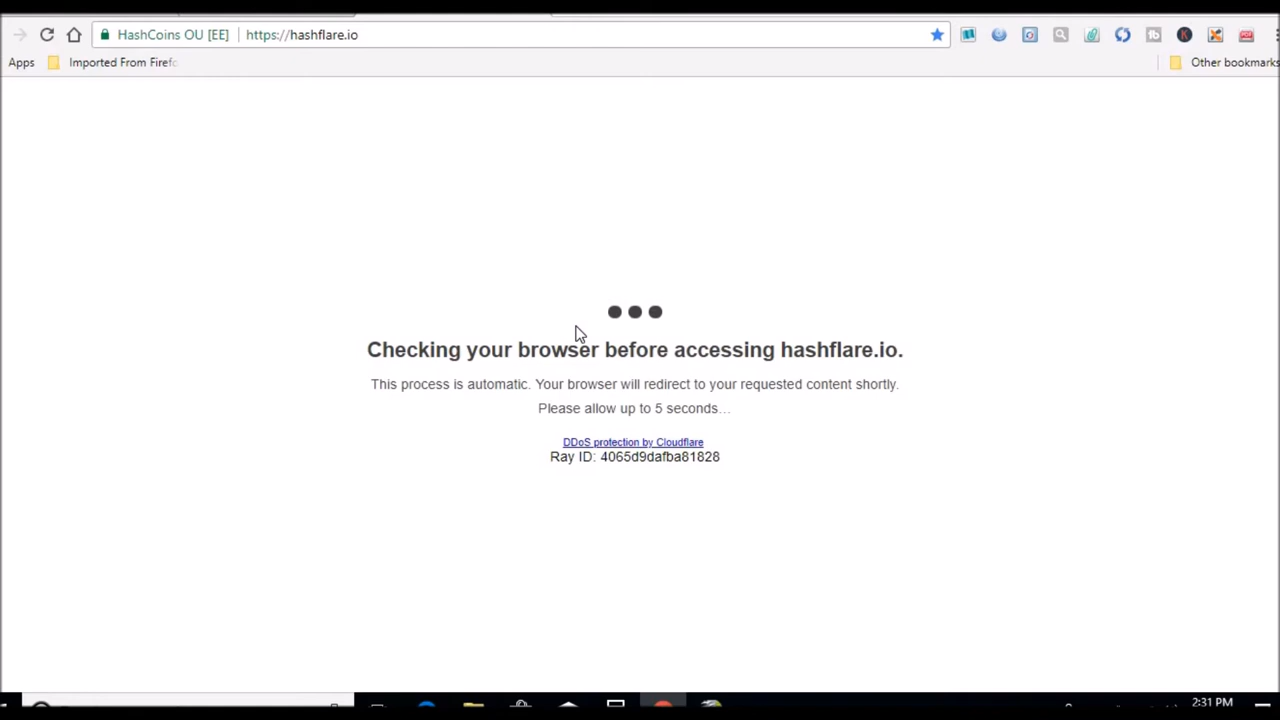 HashCoins OU [EE] https://hashflare.io
Apps Imported From Firefo Other bookmarks
Checking your browser before accessing hashflare.io.
This process is automatic. Your browser will redirect to your requested content shortly.
Please allow up to 5 seconds…
DDoS protection by Cloudflare
Ray ID: 4065d9dafba81828
2:31 PM